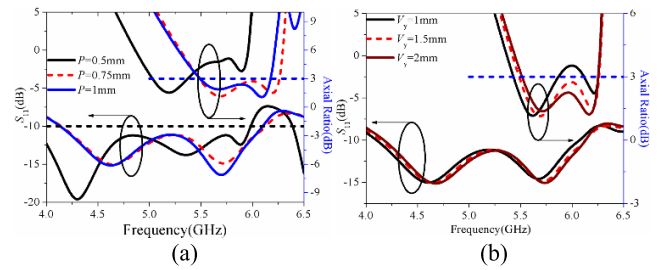 5
0
-5
-10
-15
-20
S11(dB)
P=0.5mm
P=0.75mm
P=1mm
9
6
3
0
-3
-6
-9
Axial Ratio(dB)
4.0 4.5 5.0 5.5 6.0 6.5
Frequency(GHz)
(a)
5
0
-5
-10
-15
S11(dB)
Vy=1mm
Vy=1.5mm
Vy=2mm
6
3
0
-3
Axial Ratio(dB)
4.0 4.5 5.0 5.5 6.0 6.5
Frequency(GHz)
(b)